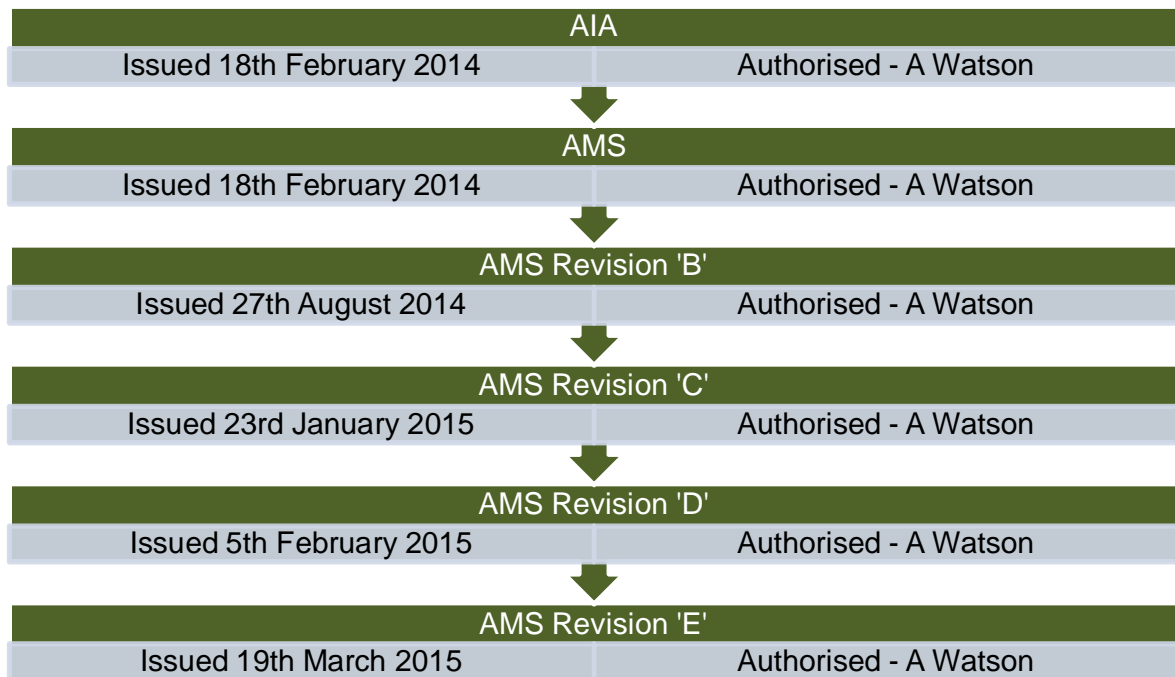 AIA
Issued 18th February 2014 Authorised - A Watson
AMS
Issued 18th February 2014 Authorised - A Watson
AMS Revision 'B'
Issued 27th August 2014 Authorised - A Watson
AMS Revision 'C'
Issued 23rd January 2015 Authorised - A Watson
AMS Revision 'D'
Issued 5th February 2015 Authorised - A Watson
AMS Revision 'E'
Issued 19th March 2015 Authorised - A Watson